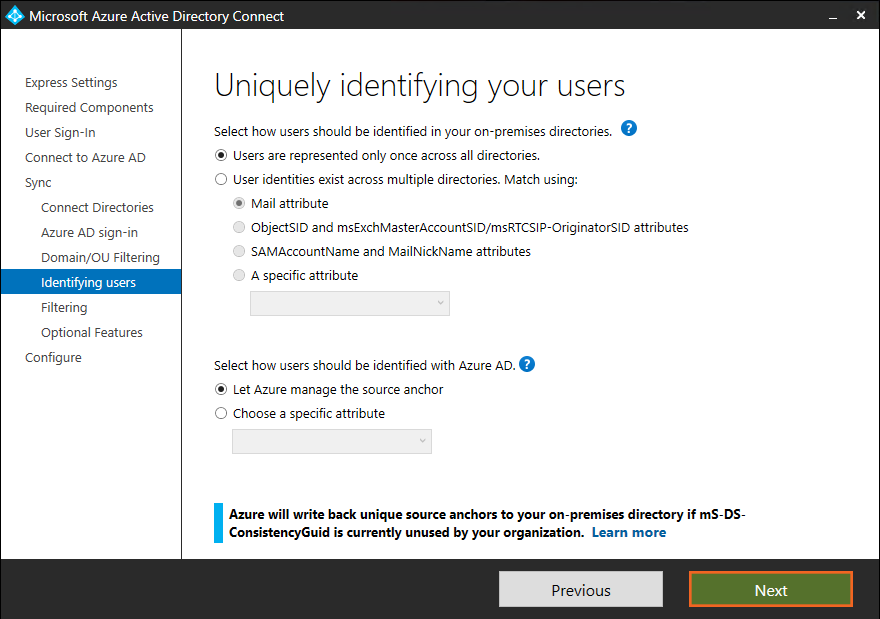 Microsoft Azure Active Directory Connect
Express Settings
Required Components
User Sign-In
Connect to Azure AD
Sync
Connect Directories
Azure AD sign-in
Domain/OU Filtering
Identifying users
Filtering
Optional Features
Configure
Uniquely identifying your users
Select how users should be identified in your on-premises directories. ?
Users are represented only once across all directories.
User identities exist across multiple directories. Match using:
Mail attribute
ObjectSID and msExchMasterAccountSID/msRTCSIP-OriginatorSID attributes
SAMAccountName and MailNickName attributes
A specific attribute
Select how users should be identified with Azure AD. ?
Let Azure manage the source anchor
Choose a specific attribute
Azure will write back unique source anchors to your on-premises directory if mS-DS-
ConsistencyGuid is currently unused by your organization. Learn more
Previous
Next